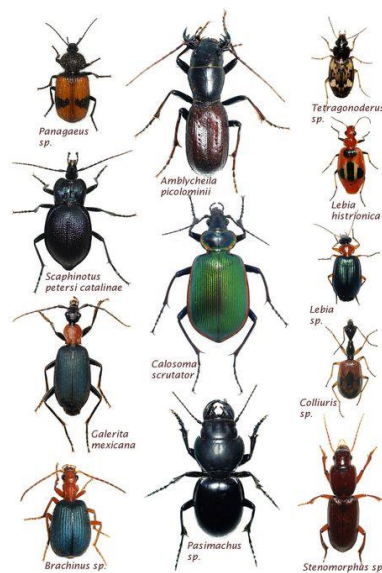 Panagaeus
sp.
Amblycheila
picolominii
Tetragonoderus
sp.
Lebia
histrionica
Scaphinotus
petersi catalinae
Lebia
sp.
Calosoma
scrutator
Colliuris
sp.
Galerita
mexicana
Brachinus sp.
Pasimachus
sp.
Stenomorphus sp